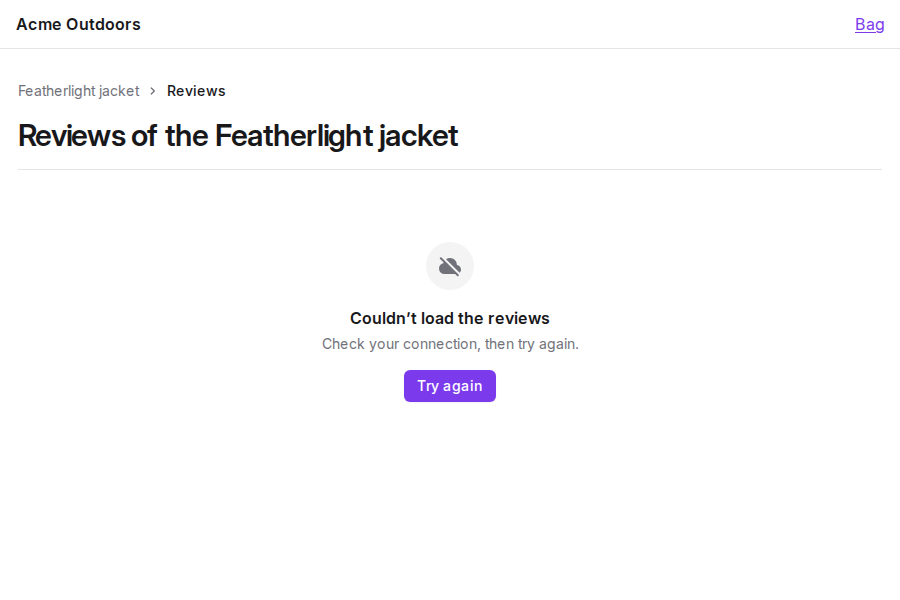 Acme Outdoors Bag
Featherlight jacket › Reviews
Reviews of the Featherlight jacket
Couldn’t load the reviews
Check your connection, then try again.
Try again